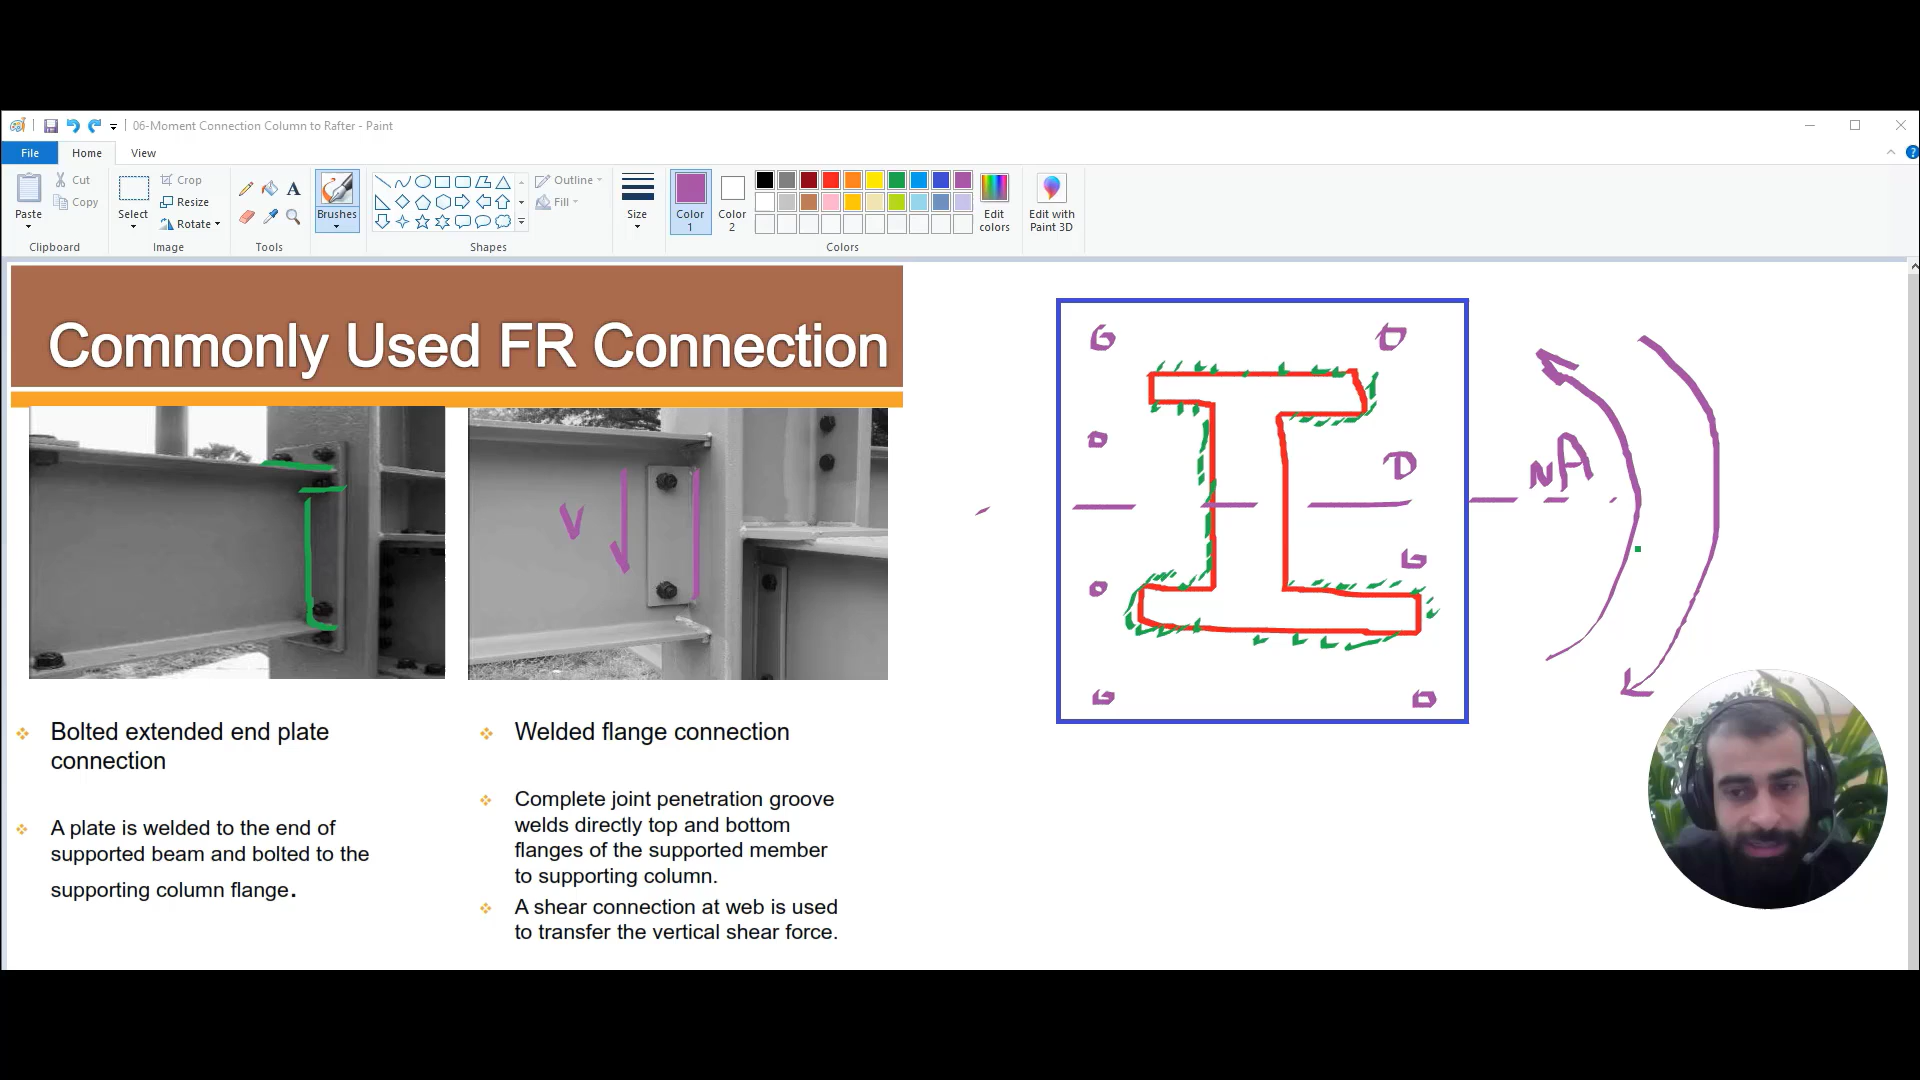 06-Moment Connection Column to Rafter - Paint
File
Home
View
Paste
Cut
Copy
Clipboard
Select
Crop
Resize
Rotate
Image
Tools
Brushes
Shapes
Outline
Fill
Size
Color
1
Color
2
Colors
Edit
colors
Edit with
Paint 3D
Commonly Used FR Connection
V
NA
Bolted extended end plate
connection
A plate is welded to the end of
supported beam and bolted to the
supporting column flange.
Welded flange connection
Complete joint penetration groove
welds directly top and bottom
flanges of the supported member
to supporting column.
A shear connection at web is used
to transfer the vertical shear force.